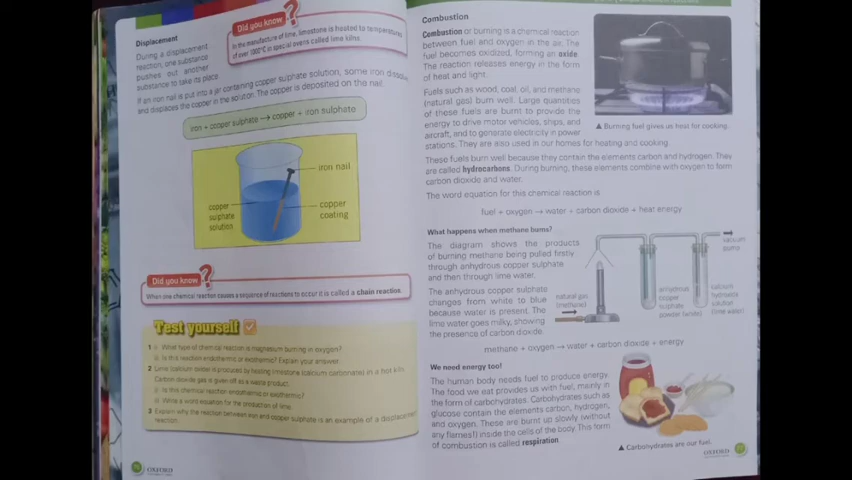 Displacement
During a displacement
reaction, one substance
pushes out another
substance to take its place.
Did you know ?
In the manufacture of lime, limestone is heated to temperatures
of over 1000°C in special ovens called lime kilns.
If an iron nail is put into a jar containing copper sulphate solution, some iron dissolves
and displaces the copper in the solution. The copper is deposited on the nail.
iron + copper sulphate → copper + iron sulphate
iron nail
copper
sulphate
solution
copper
coating
Did you know ?
When one chemical reaction causes a sequence of reactions to occur it is called a chain reaction.
Test yourself
1 What type of chemical reaction is magnesium burning in oxygen?
Is this reaction endothermic or exothermic? Explain your answer.
2 Lime (calcium oxide) is produced by heating limestone (calcium carbonate) in a hot kiln.
Carbon dioxide gas is given off as a waste product.
Is this chemical reaction endothermic or exothermic?
Write a word equation for the production of lime.
3 Explain why the reaction between iron and copper sulphate is an example of a displacement
reaction.
OXFORD
Combustion
Combustion or burning is a chemical reaction
between fuel and oxygen in the air. The
fuel becomes oxidized, forming an oxide.
The reaction releases energy in the form
of heat and light.
Fuels such as wood, coal, oil, and methane
(natural gas) burn well. Large quantities
of these fuels are burnt to provide the
energy to drive motor vehicles, ships, and
aircraft, and to generate electricity in power
stations. They are also used in our homes for heating and cooking.
▲ Burning fuel gives us heat for cooking.
These fuels burn well because they contain the elements carbon and hydrogen. They
are called hydrocarbons. During burning, these elements combine with oxygen to form
carbon dioxide and water.
The word equation for this chemical reaction is
fuel + oxygen → water + carbon dioxide + heat energy
What happens when methane burns?
The diagram shows the products
of burning methane being pulled firstly
through anhydrous copper sulphate
and then through lime water.
The anhydrous copper sulphate
changes from white to blue
because water is present. The
lime water goes milky, showing
the presence of carbon dioxide.
natural gas
(methane)
anhydrous
copper
sulphate
powder (white)
calcium
hydroxide
solution
(lime water)
vacuum
pump
methane + oxygen → water + carbon dioxide + energy
We need energy too!
The human body needs fuel to produce energy.
The food we eat provides us with fuel, mainly in
the form of carbohydrates. Carbohydrates such as
glucose contain the elements carbon, hydrogen,
and oxygen. These are burnt up slowly (without
any flames!) inside the cells of the body. This form
of combustion is called respiration.
▲ Carbohydrates are our fuel.
OXFORD